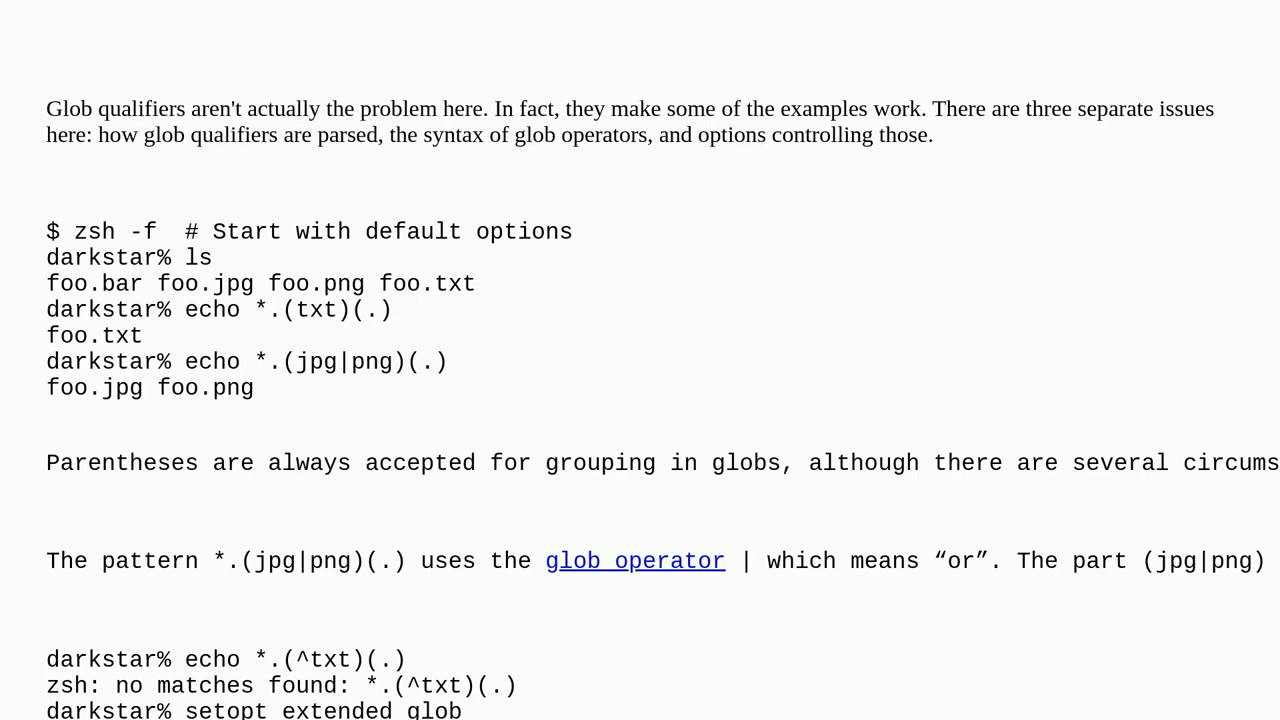 Glob qualifiers aren't actually the problem here. In fact, they make some of the examples work. There are three separate issues
here: how glob qualifiers are parsed, the syntax of glob operators, and options controlling those.
$ zsh -f  # Start with default options
darkstar% ls
foo.bar foo.jpg foo.png foo.txt
darkstar% echo *.(txt)(.)
foo.txt
darkstar% echo *.(jpg|png)(.)
foo.jpg foo.png
Parentheses are always accepted for grouping in globs, although there are several circums
The pattern *.(jpg|png)(.) uses the glob operator | which means “or”. The part (jpg|png)
darkstar% echo *.(^txt)(.)
zsh: no matches found: *.(^txt)(.)
darkstar% setopt extended_glob